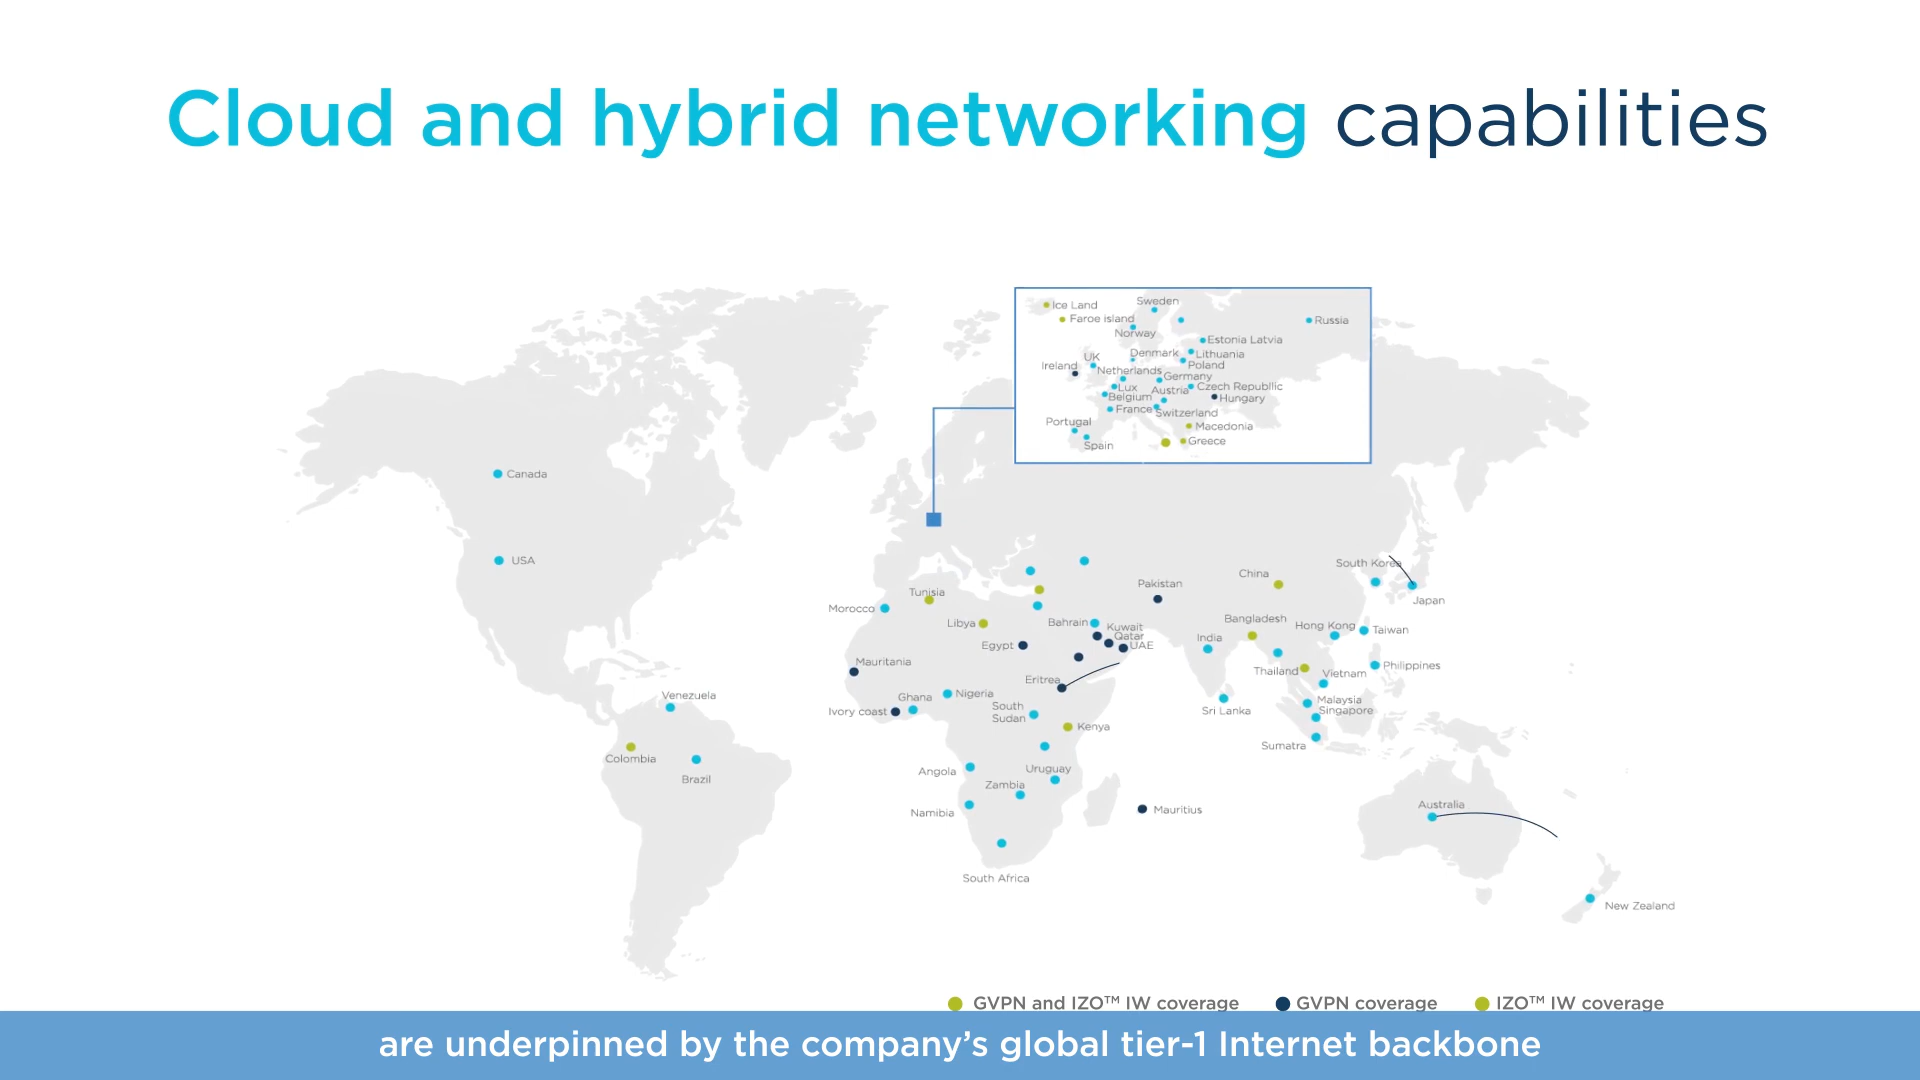 Cloud and hybrid networking capabilities
Ice Land
Sweden
Faroe island
Russia
Norway
Estonia Latvia
UK
Denmark
Lithuania
Ireland
Netherlands
Poland
Germany
Lux
Austria
Czech Republlic
Belgium
Hungary
France
Switzerland
Portugal
Macedonia
Spain
Greece
Canada
USA
South Korea
China
Pakistan
Japan
Tunisia
Morocco
Libya
Bahrain
Kuwait
Bangladesh
Hong Kong
Taiwan
Qatar
Egypt
UAE
India
Mauritania
Philippines
Thailand
Vietnam
Eritrea
Venezuela
Ghana
Nigeria
Malaysia
Ivory coast
South
Sudan
Sri Lanka
Singapore
Kenya
Sumatra
Colombia
Brazil
Angola
Uruguay
Zambia
Namibia
Mauritius
Australia
South Africa
New Zealand
GVPN and IZO™ IW coverage
GVPN coverage
IZO™ IW coverage
are underpinned by the company’s global tier-1 Internet backbone